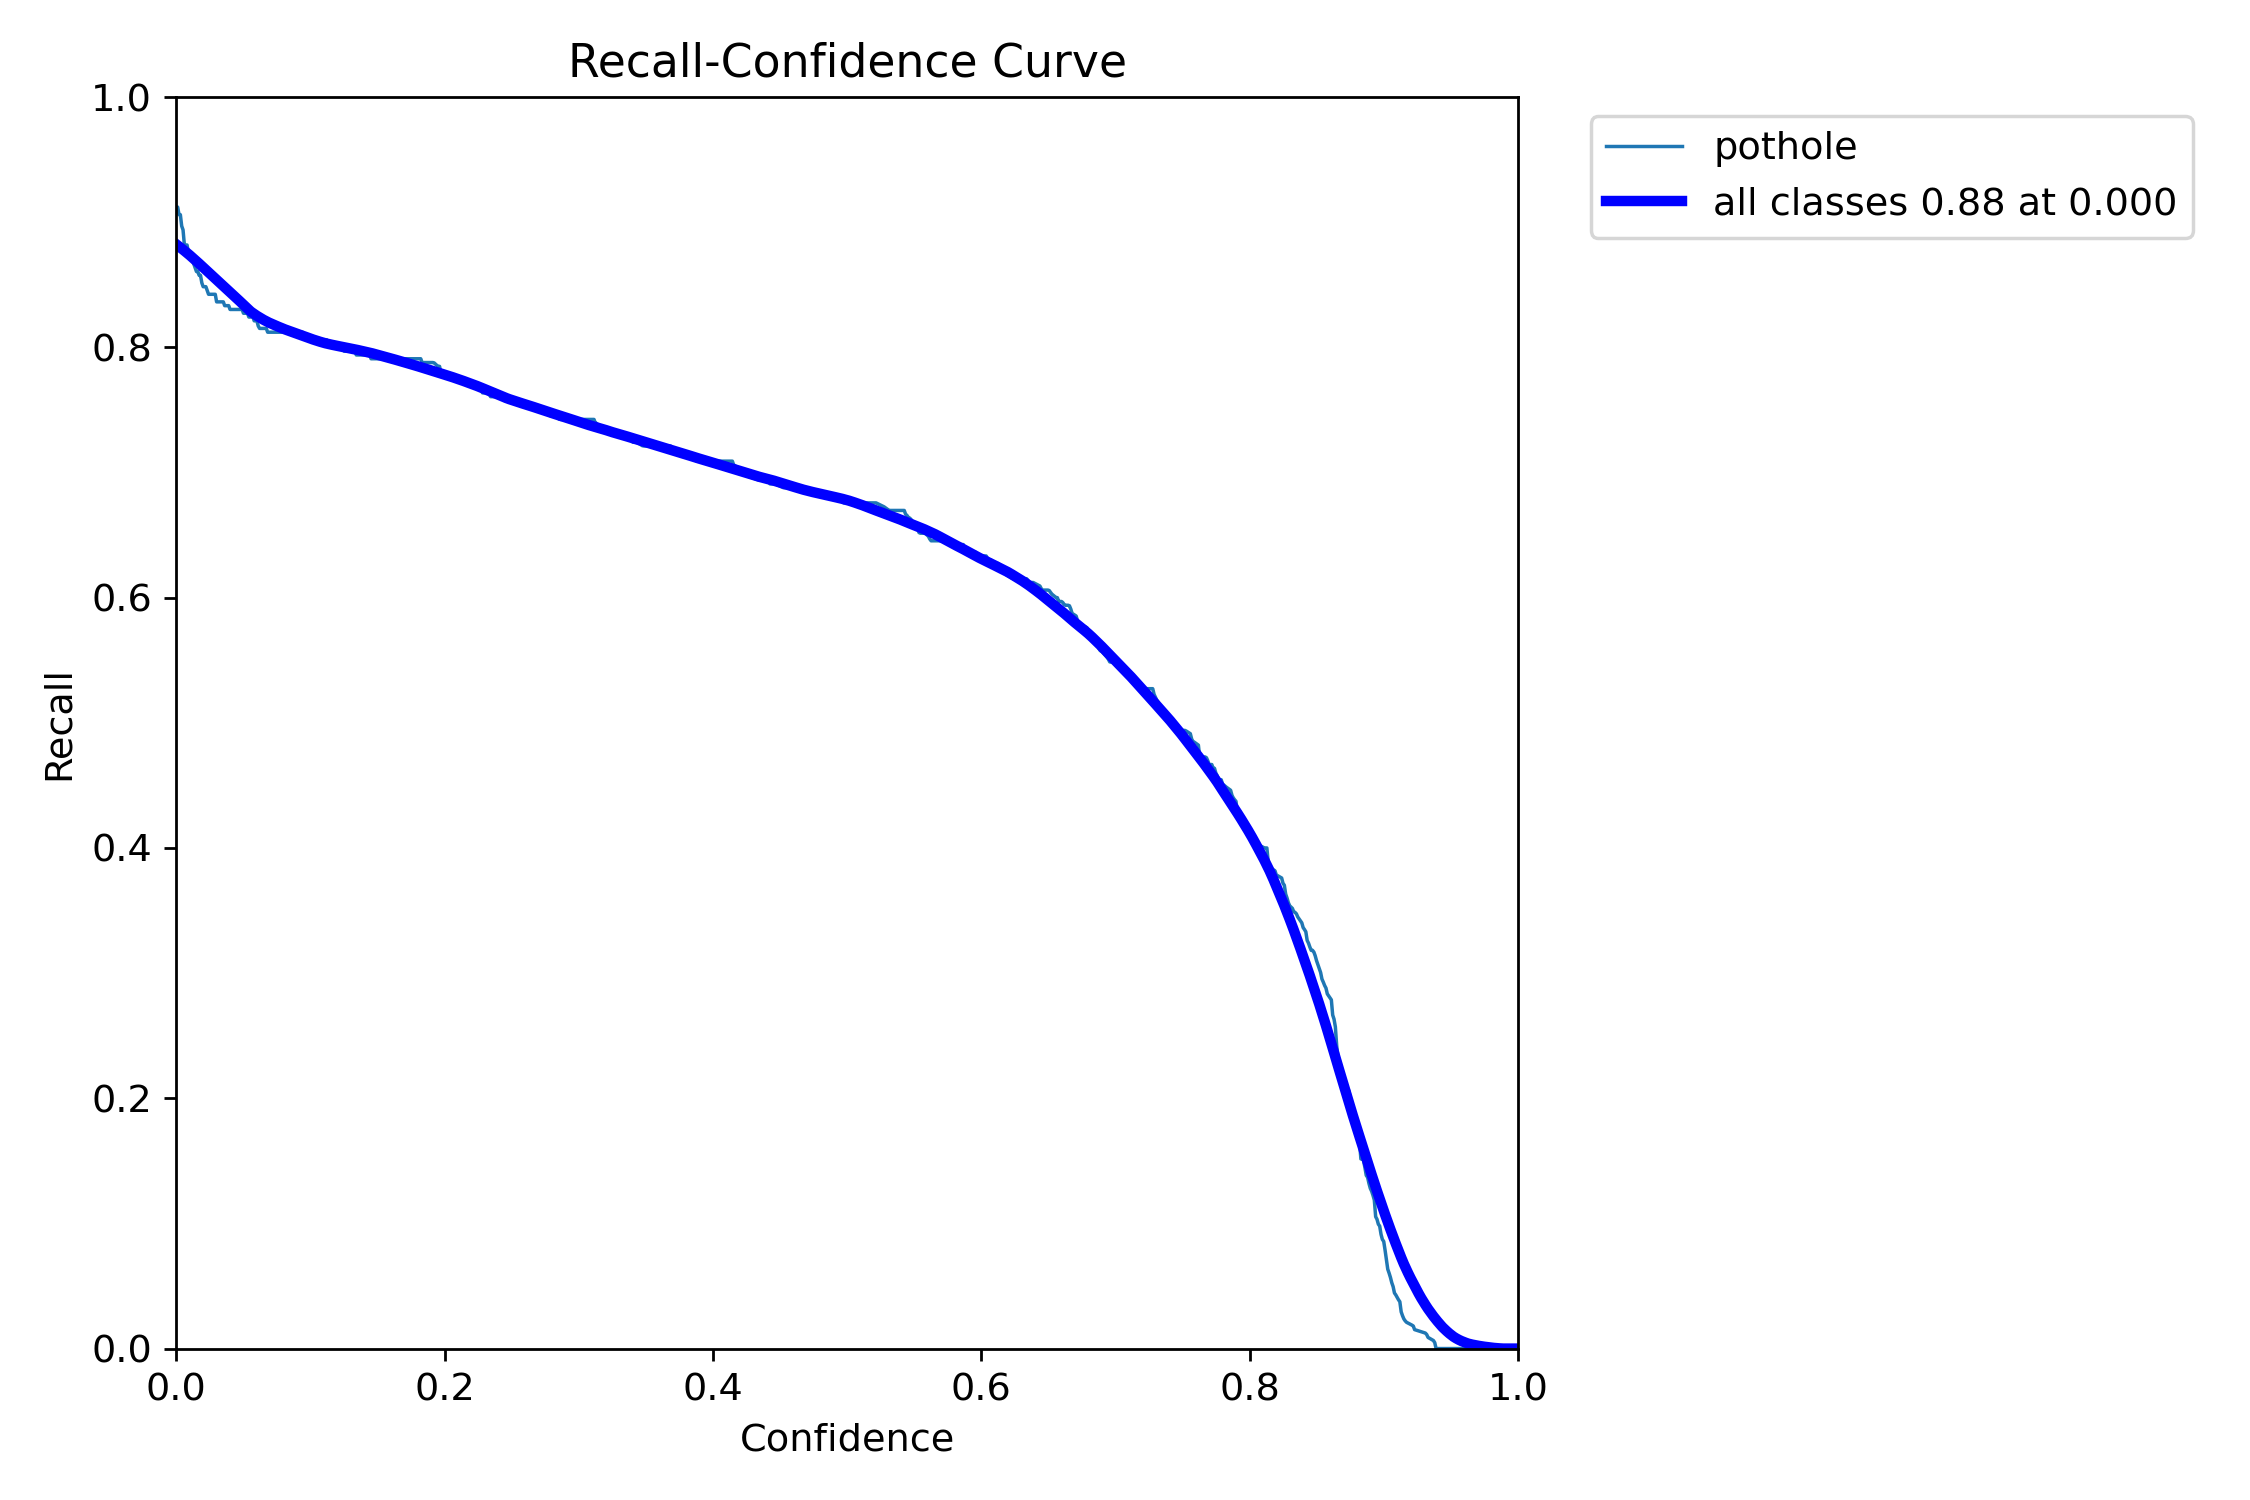 Recall-Confidence Curve
1.0
0.8
0.6
0.4
0.2
0.0
Recall
0.0 0.2 0.4 0.6 0.8 1.0
Confidence
pothole
all classes 0.88 at 0.000